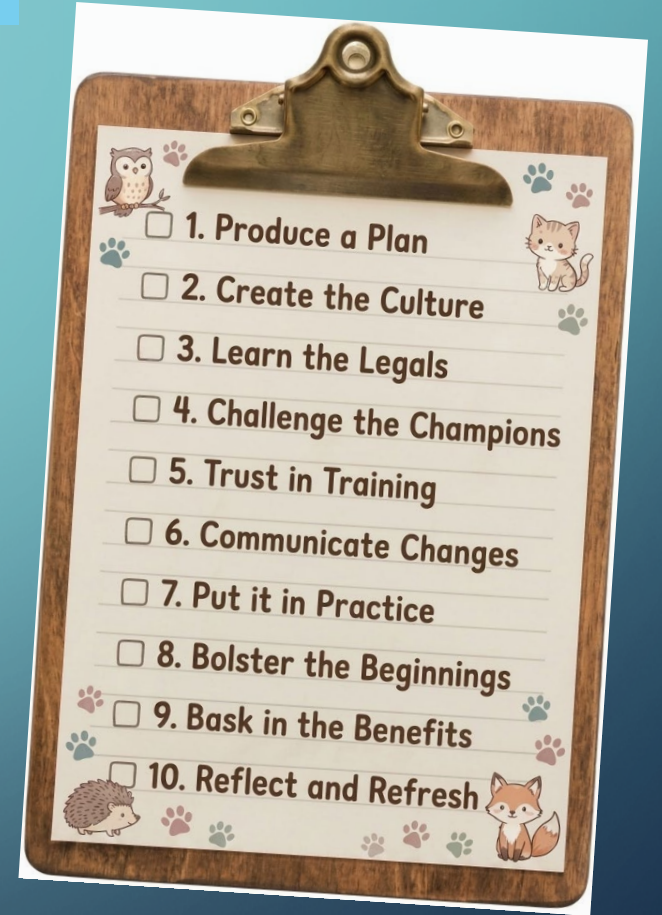 1. Produce a Plan
2. Create the Culture
3. Learn the Legals
4. Challenge the Champions
5. Trust in Training
6. Communicate Changes
7. Put it in Practice
8. Bolster the Beginnings
9. Bask in the Benefits
10. Reflect and Refresh